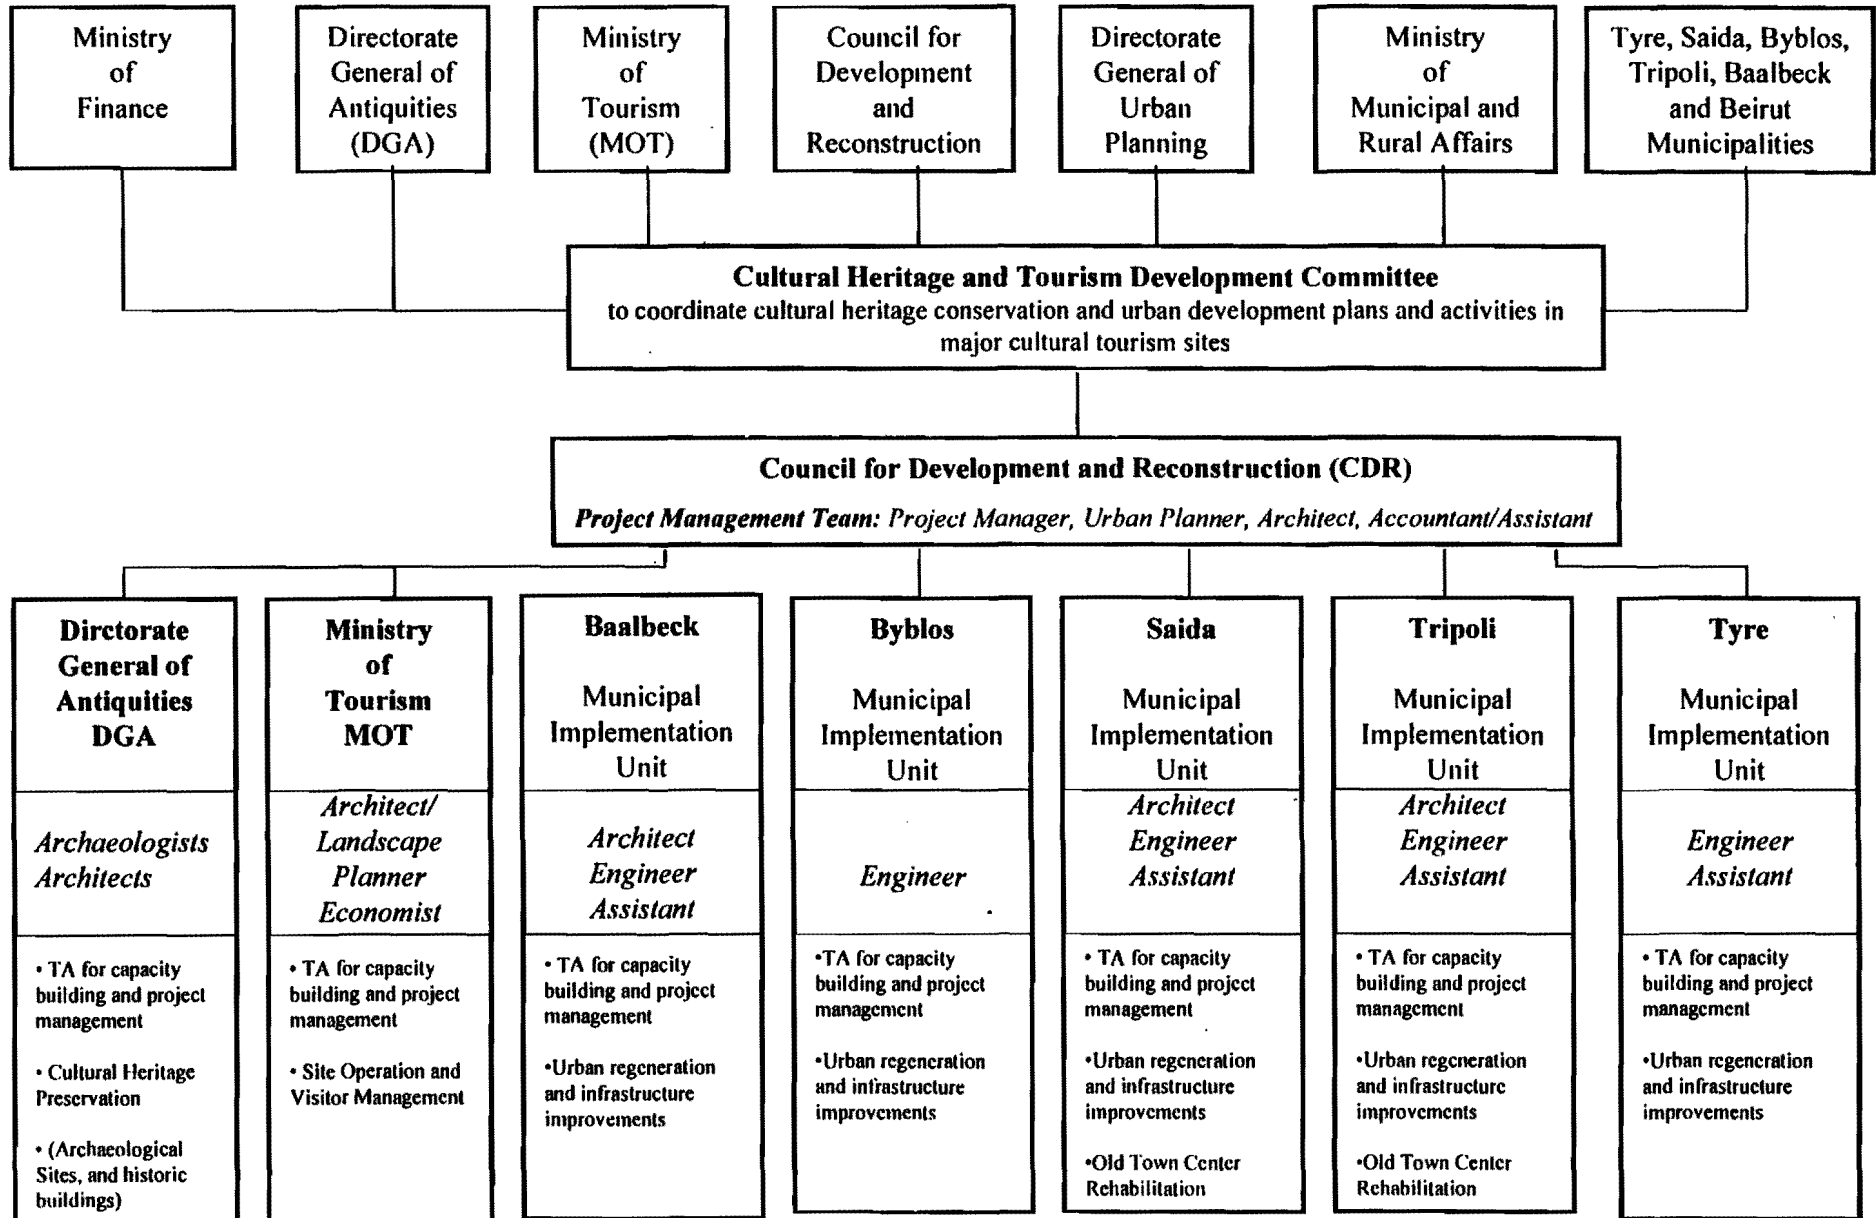 Ministry
of
Finance
Directorate
General of
Antiquities
(DGA)
Ministry
of
Tourism
(MOT)
Council for
Development
and
Reconstruction
Directorate
General of
Urban
Planning
Ministry
of
Municipal and
Rural Affairs
Tyre, Saida, Byblos,
Tripoli, Baalbeck
and Beirut
Municipalities
Cultural Heritage and Tourism Development Committee
to coordinate cultural heritage conservation and urban development plans and activities in
major cultural tourism sites
Council for Development and Reconstruction (CDR)
Project Management Team: Project Manager, Urban Planner, Architect, Accountant/Assistant
Dirctorate
General of
Antiquities
DGA
Archaeologists
Architects
• TA for capacity
building and project
management
• Cultural Heritage
Preservation
• (Archaeological
Sites, and historic
buildings)
Ministry
of
Tourism
MOT
Architect/
Landscape
Planner
Economist
• TA for capacity
building and project
management
• Site Operation and
Visitor Management
Baalbeck
Municipal
Implementation
Unit
Architect
Engineer
Assistant
• TA for capacity
building and project
management
•Urban regeneration
and infrastructure
improvements
Byblos
Municipal
Implementation
Unit
Engineer
•TA for capacity
building and project
management
•Urban regeneration
and infrastructure
improvements
Saida
Municipal
Implementation
Unit
Architect
Engineer
Assistant
• TA for capacity
building and project
management
•Urban regeneration
and infrastructure
improvements
•Old Town Center
Rehabilitation
Tripoli
Municipal
Implementation
Unit
Architect
Engineer
Assistant
• TA for capacity
building and project
management
•Urban regeneration
and infrastructure
improvements
•Old Town Center
Rehabilitation
Tyre
Municipal
Implementation
Unit
Engineer
Assistant
• TA for capacity
building and project
management
•Urban regeneration
and infrastructure
improvements